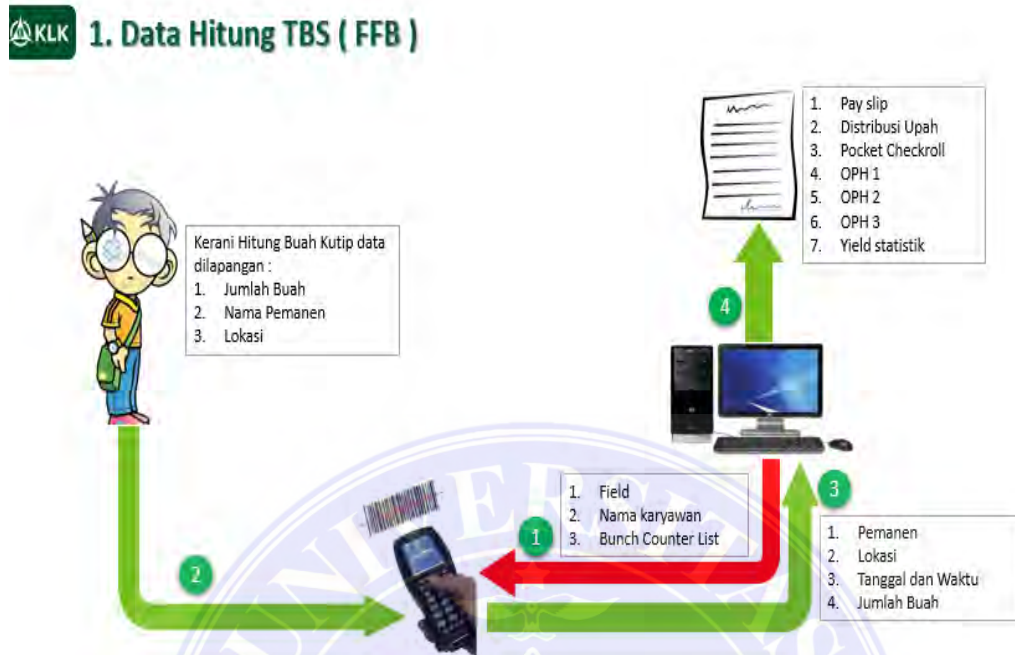 KLK
1. Data Hitung TBS ( FFB )
1. Pay slip
2. Distribusi Upah
3. Pocket Checkroll
4. OPH 1
5. OPH 2
6. OPH 3
7. Yield statistik
Kerani Hitung Buah Kutip data
dilapangan :
1. Jumlah Buah
2. Nama Pemanen
3. Lokasi
4
1. Field
2. Nama karyawan
3. Bunch Counter List
1
3
1. Pemanen
2. Lokasi
3. Tanggal dan Waktu
4. Jumlah Buah
2